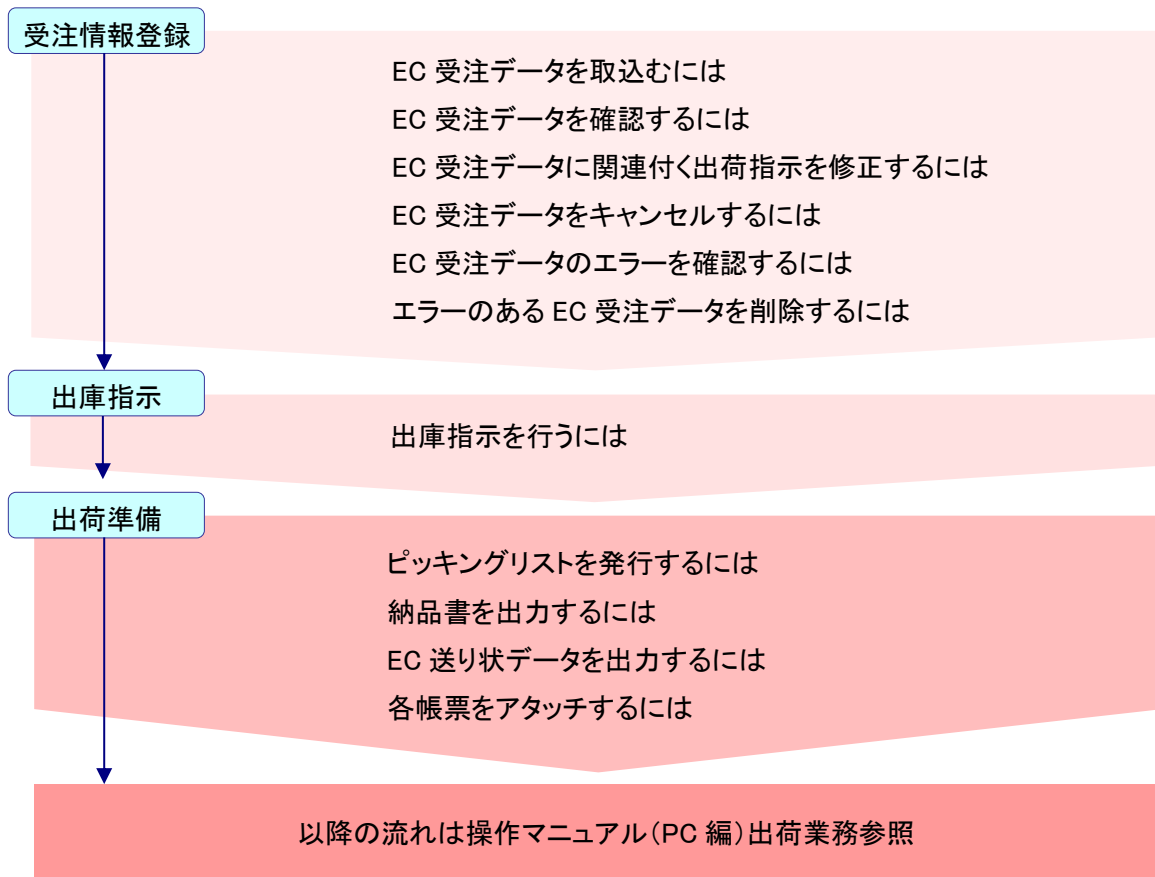 受注情報登録
EC 受注データを取込むには
EC 受注データを確認するには
EC 受注データに関連付く出荷指示を修正するには
EC 受注データをキャンセルするには
EC 受注データのエラーを確認するには
エラーのある EC 受注データを削除するには
出庫指示
出庫指示を行うには
出荷準備
ピッキングリストを発行するには
納品書を出力するには
EC 送り状データを出力するには
各帳票をアタッチするには
以降の流れは操作マニュアル（PC 編）出荷業務参照